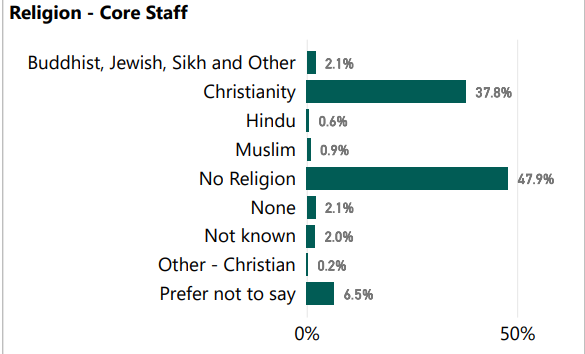 Religion - Core Staff
Buddhist, Jewish, Sikh and Other 2.1%
Christianity 37.8%
Hindu 0.6%
Muslim 0.9%
No Religion 47.9%
None 2.1%
Not known 2.0%
Other - Christian 0.2%
Prefer not to say 6.5%
0% 50%